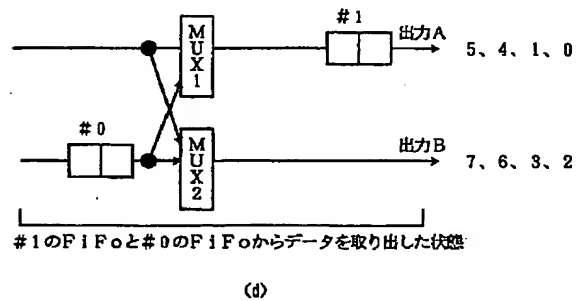 #1
出力A
MUX1
5、4、1、0
#0
MUX2
出力B
7、6、3、2
#1のFiFoと#0のFiFoからデータを取り出した状態
(d)